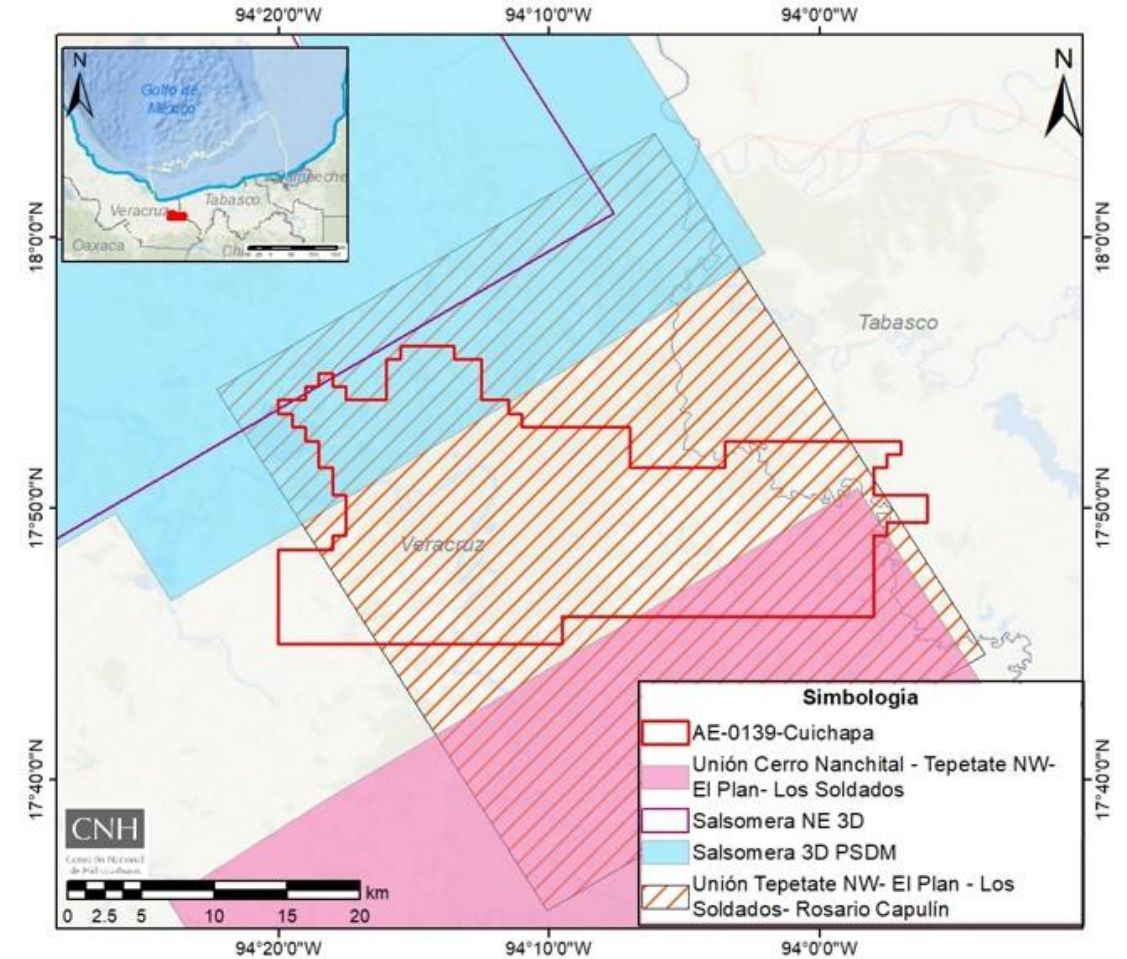 94°20'0"W 94°10'0"W 94°0'0"W
N
Golfo de
México
Campeche
Tabasco
Veracruz
Oaxaca
N
18°0'0"N
18°0'0"N
Tabasco
17°50'0"N
17°50'0"N
Veracruz
17°40'0"N
17°40'0"N
Simbología
AE-0139-Cuichapa
Unión Cerro Nanchital - Tepetate NW-
El Plan- Los Soldados
Salsomera NE 3D
Salsomera 3D PSDM
Unión Tepetate NW- El Plan - Los
Soldados- Rosario Capulín
CNH
Comisión Nacional
de Hidrocarburos
km
0 2.5 5 10 15 20
94°20'0"W 94°10'0"W 94°0'0"W